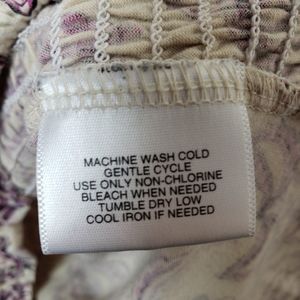 MACHINE WASH COLD
GENTLE CYCLE
USE ONLY NON-CHLORINE
BLEACH WHEN NEEDED
TUMBLE DRY LOW
COOL IRON IF NEEDED